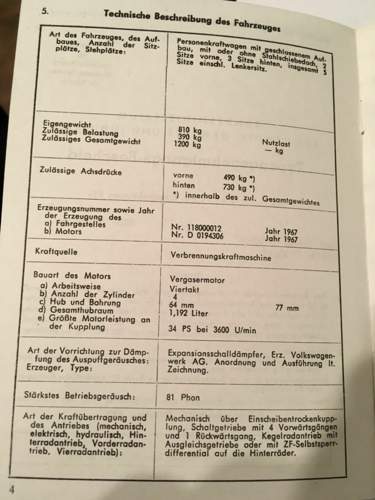 5. Technische Beschreibung des Fahrzeuges
Art des Fahrzeuges, des Auf-
baues, Anzahl der Sitz-
plätze, Stehplätze:
Personenkraftwagen mit geschlossenem Auf-
bau, mit oder ohne Stahlschiebedach, 2
Sitze vorne, 3 Sitze hinten, insgesamt 5
Sitze einschl. Lenkersitz.
Eigengewicht 810 kg
Zulässige Belastung 390 kg Nutzlast
Zulässiges Gesamtgewicht 1200 kg — kg
Zulässige Achsdrücke vorne 490 kg *)
hinten 730 kg *)
*) innerhalb des zul. Gesamtgewichtes
Erzeugungsnummer sowie Jahr
der Erzeugung des
a) Fahrgestelles Nr. 118000012 Jahr 1967
b) Motors Nr. D 0194306 Jahr 1967
Kraftquelle Verbrennungskraftmaschine
Bauart des Motors Vergasermotor
a) Arbeitsweise Viertakt
b) Anzahl der Zylinder 4
c) Hub und Bohrung 64 mm 77 mm
d) Gesamthubraum 1,192 Liter
e) Größte Motorleistung an
der Kupplung 34 PS bei 3600 U/min
Art der Vorrichtung zur Dämp-
fung des Auspuffgeräusches:
Erzeuger, Type:
Expansionsschalldämpfer, Erz. Volkswagen-
werk AG. Anordnung und Ausführung lt.
Zeichnung.
Stärkstes Betriebsgeräusch: 81 Phon
Art der Kraftübertragung und
des Antriebes (mechanisch,
elektrisch, hydraulisch, Hin-
terradantrieb, Vorderradan-
trieb, Vierradantrieb):
Mechanisch über Einscheibentrockenkupp-
lung, Schaltgetriebe mit 4 Vorwärtsgängen
und 1 Rückwärtsgang, Kegelradantrieb mit
Ausgleichsgetriebe oder mit ZF-Selbstsperr-
differential auf die Hinterräder.
4